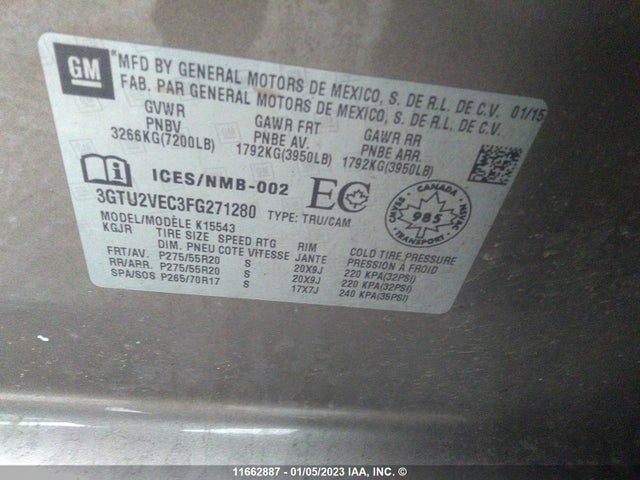 GM
*MFD BY GENERAL MOTORS DE MEXICO, S. DE R.L. DE C.V. 01/15
FAB. PAR GENERAL MOTORS DE MEXICO, S. DE R.L. DE C.V.
GVWR GAWR FRT GAWR RR
PNBV PNBE AV. PNBE ARR.
3266KG(7200LB) 1792KG(3950LB) 1792KG(3950LB)
ICES/NMB-002 EC
CANADA
985
TRANSPORT
NSVAC
3GTU2VEC3FG271280 TYPE: TRU/CAM
MODEL/MODÈLE K15543
KGJR TIRE SIZE SPEED RTG RIM COLD TIRE PRESSURE
DIM. PNEU COTE VITESSE JANTE PRESSION À FROID
FRT/AV. P275/55R20 S 20X9J 220 KPA(32PSI)
RR/ARR. P275/55R20 S 20X9J 220 KPA(32PSI)
SPA/SOS P265/70R17 S 17X7J 240 KPA(35PSI)
11662887 - 01/05/2023 IAA, INC. ©